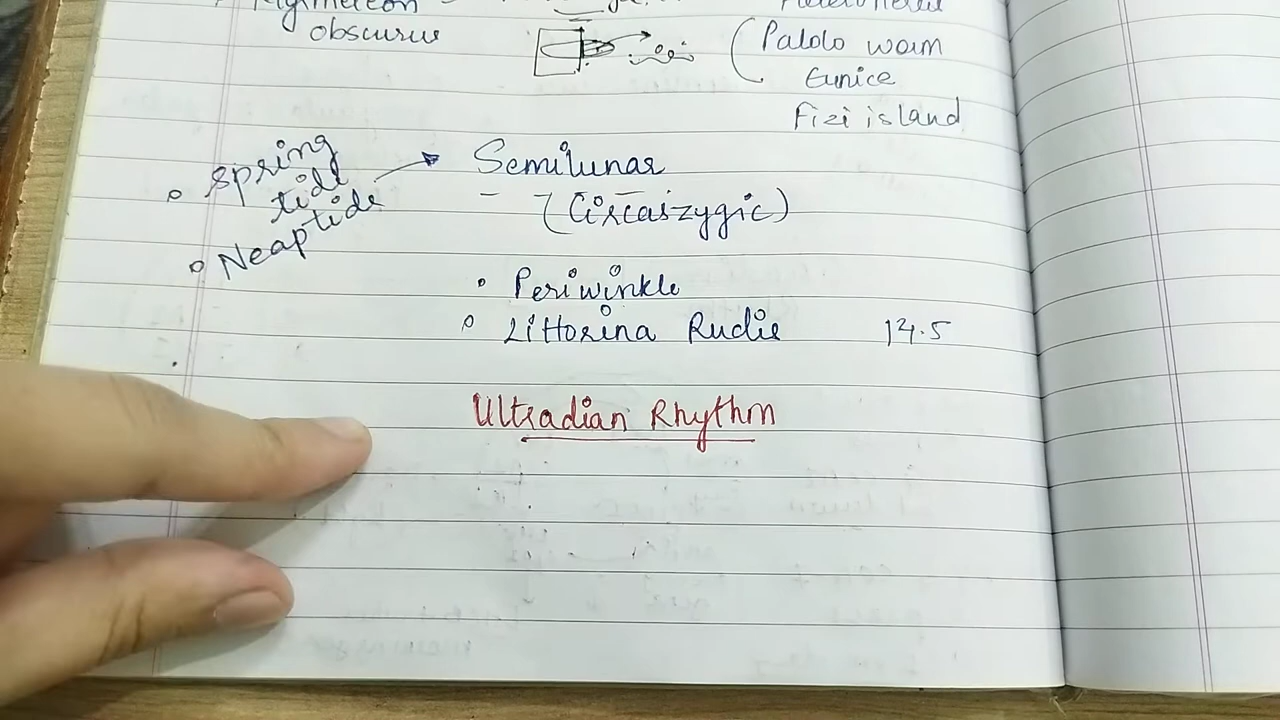 obscurus
Palolo worm
Eunice
Fizi island
Spring
tide
Neaptide
Semilunar
(Circaszygic)
• Periwinkle
Littorina Rudis 14.5
Ultradian Rhythm